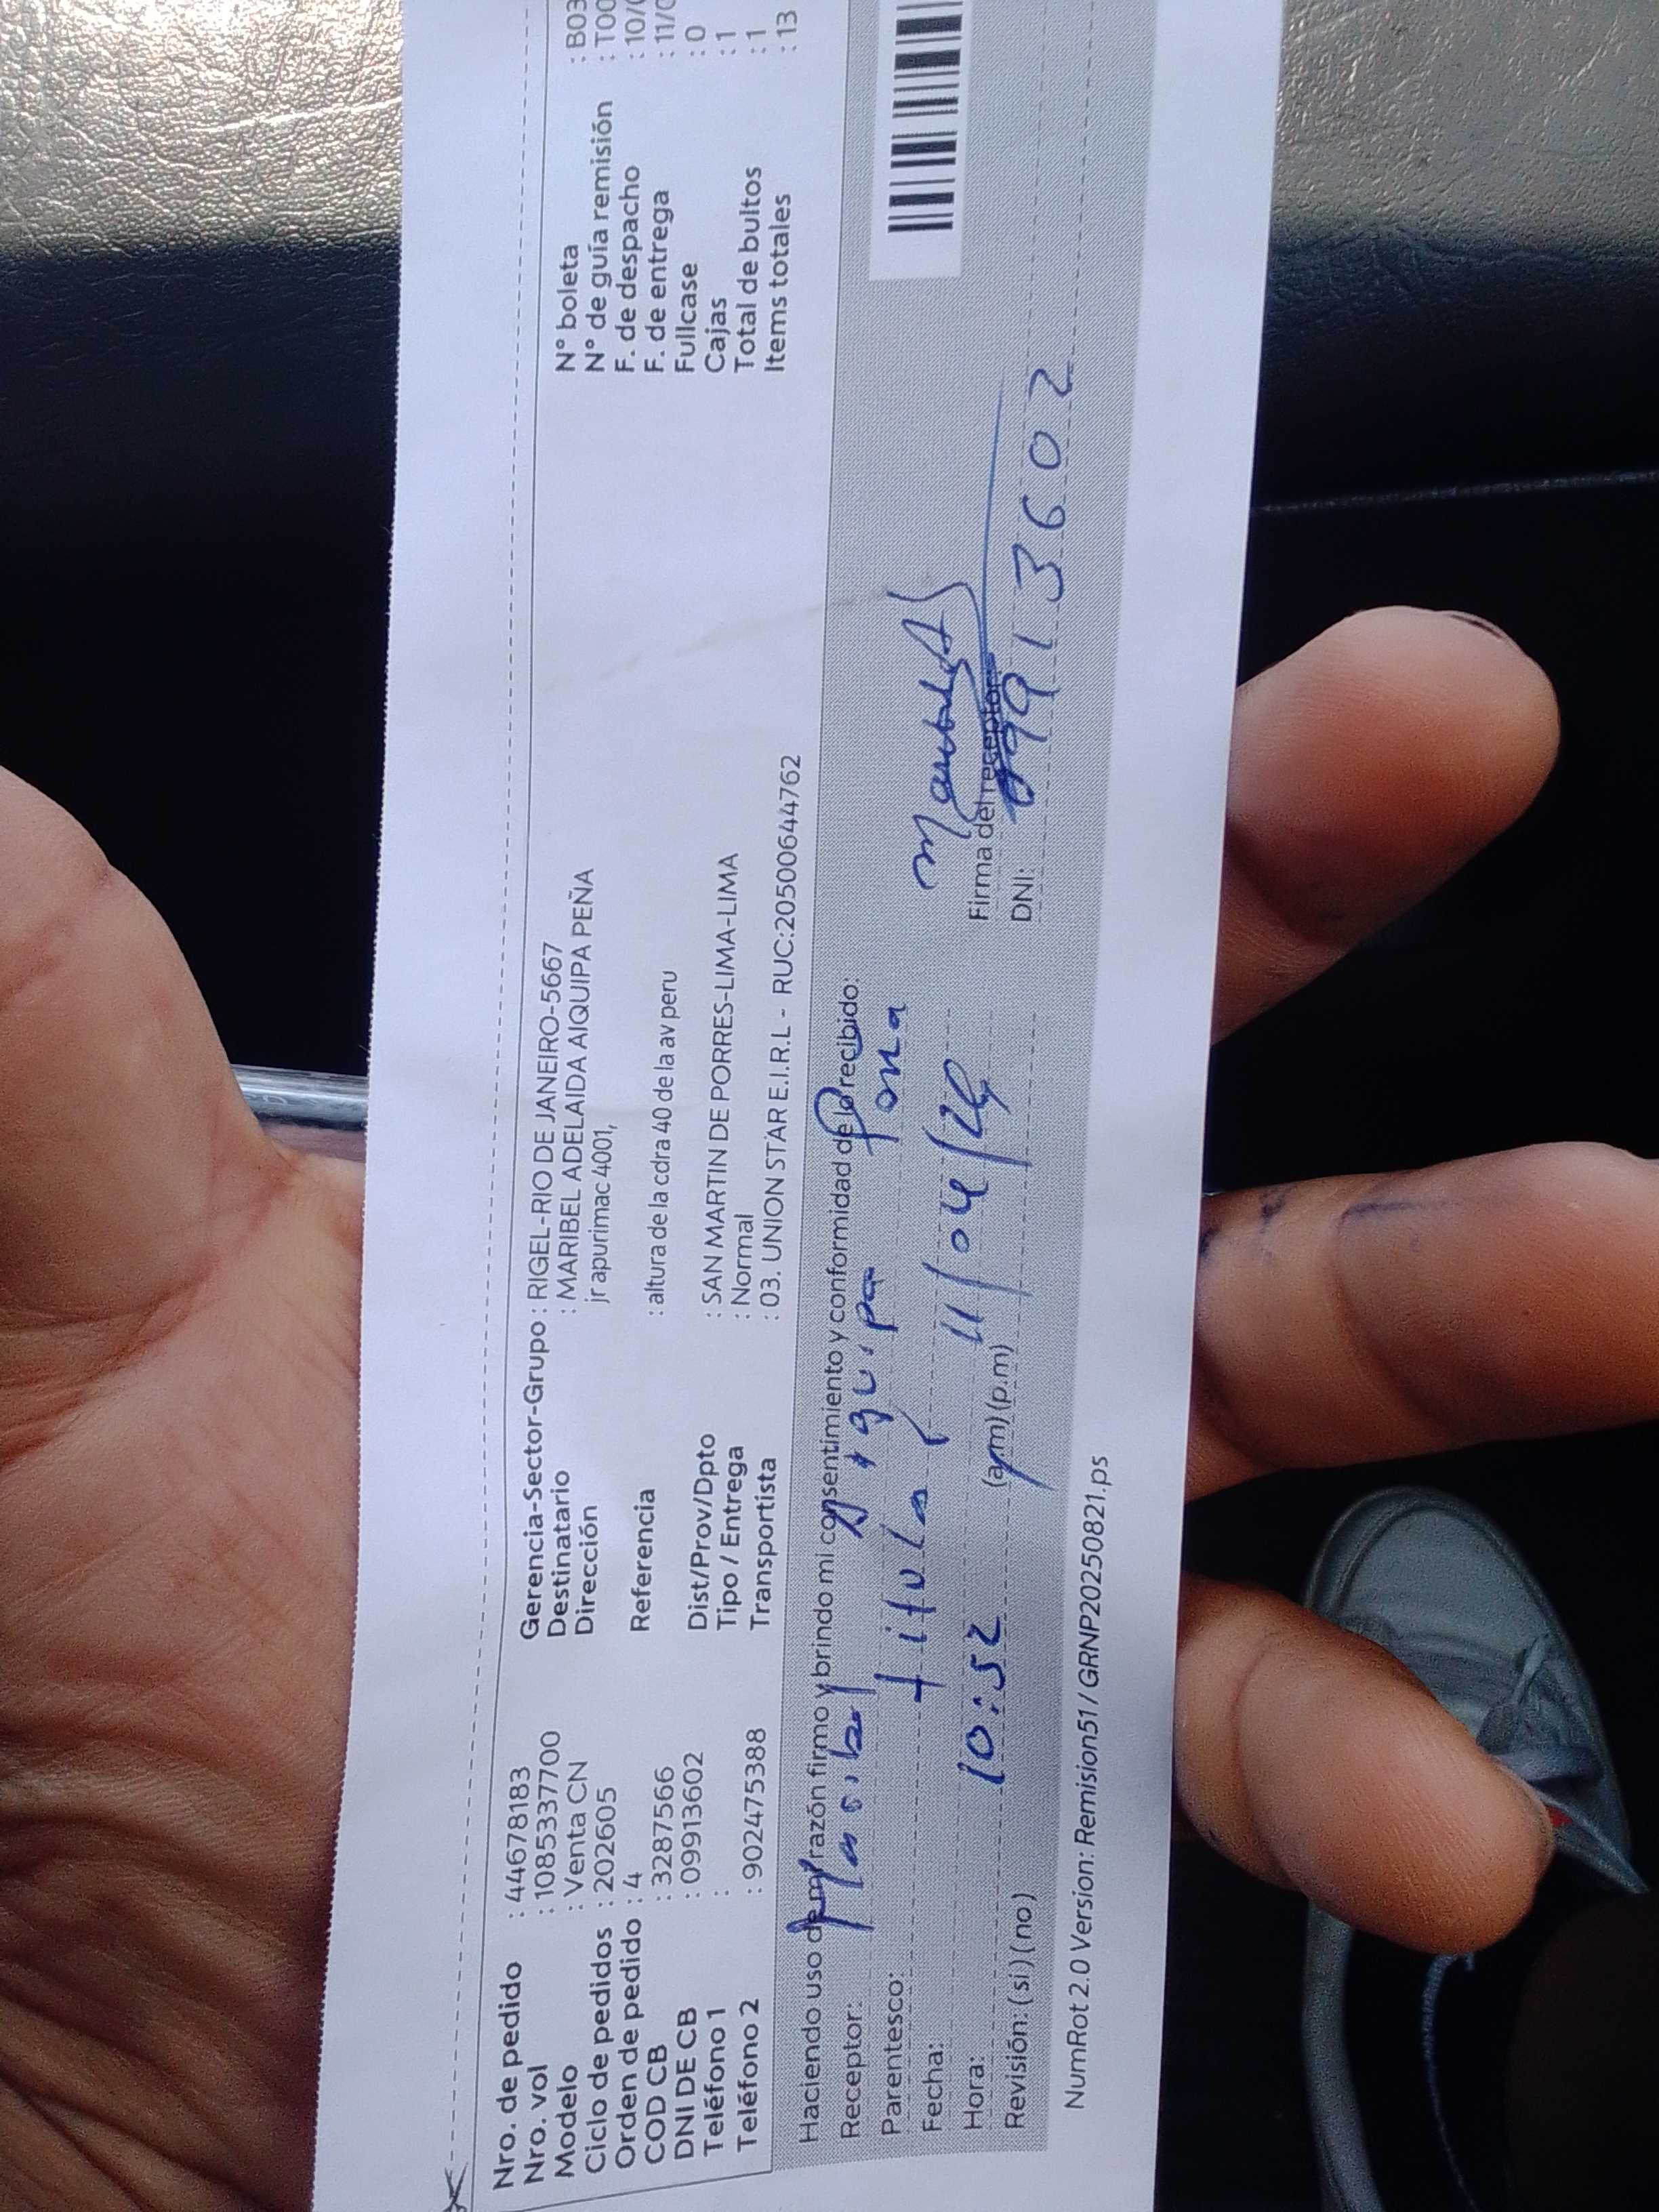 Nro. de pedido : 44678183
Nro. vol : 10853377700
Modelo : Venta CN
Ciclo de pedidos : 202605
Orden de pedido : 4
COD CB : 3287566
DNI DE CB : 09913602
Teléfono 1 :
Teléfono 2 : 902475388
Gerencia-Sector-Grupo : RIGEL-RIO DE JANEIRO-5667
Destinatario : MARIBEL ADELAIDA AIQUIPA PEÑA
Dirección jr apurimac 4001,
Referencia : altura de la cdra 40 de la av peru
Dist/Prov/Dpto : SAN MARTIN DE PORRES-LIMA-LIMA
Tipo / Entrega : Normal
Transportista : 03. UNION STAR E.I.R.L - RUC:20500644762
N° boleta : B03
N° de guía remisión : T00
F. de despacho : 10/
F. de entrega : 11/0
Fullcase : 0
Cajas : 1
Total de bultos : 1
Items totales : 13
Haciendo uso de mi razón firmo y brindo mi consentimiento y conformidad de lo recibido:
Receptor: Maribel Aiquipa
Parentesco: titular
Fecha: 11/04/26
Hora: 10:52 (a.m) (p.m)
Revisión: (si) (no)
Firma del receptor:
DNI: 09913602
NumRot 2.0 Version: Remision51 / GRNP20250821.ps